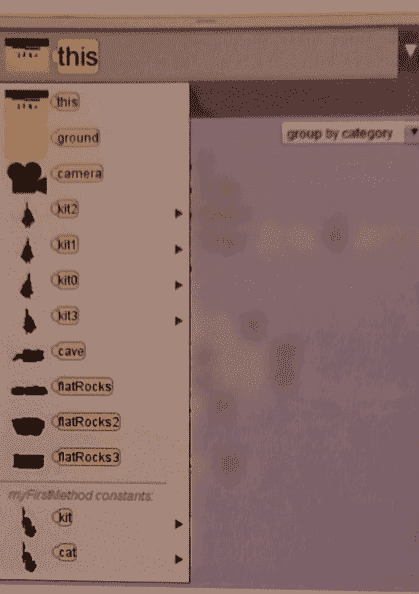 this
this
ground
group by category
camera
kit2
kit1
kit0
kit3
cave
flatRocks
flatRocks2
flatRocks3
myFirstMethod constants:
kit
cat